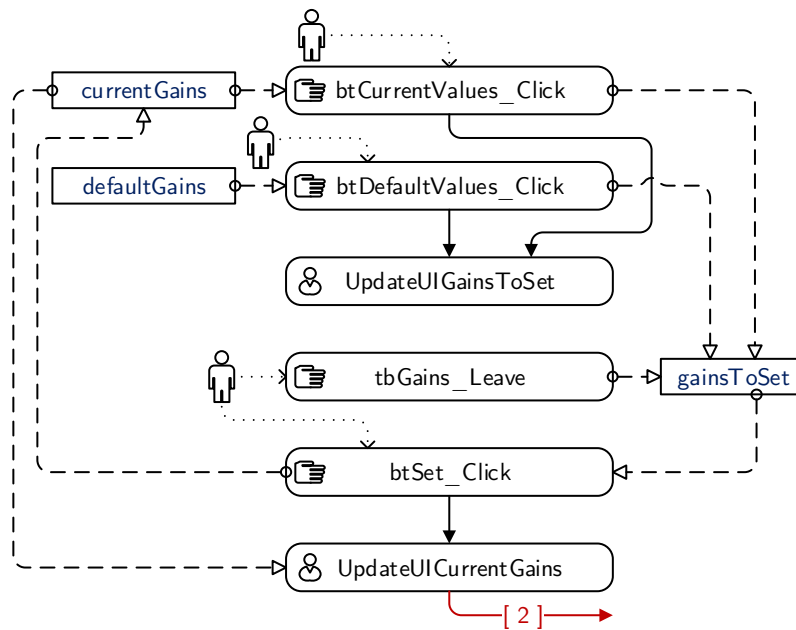 currentGains
btCurrentValues_Click
defaultGains
btDefaultValues_Click
UpdateUIGainsToSet
tbGains_Leave
gainsToSet
btSet_Click
UpdateUICurrentGains
[ 2 ]